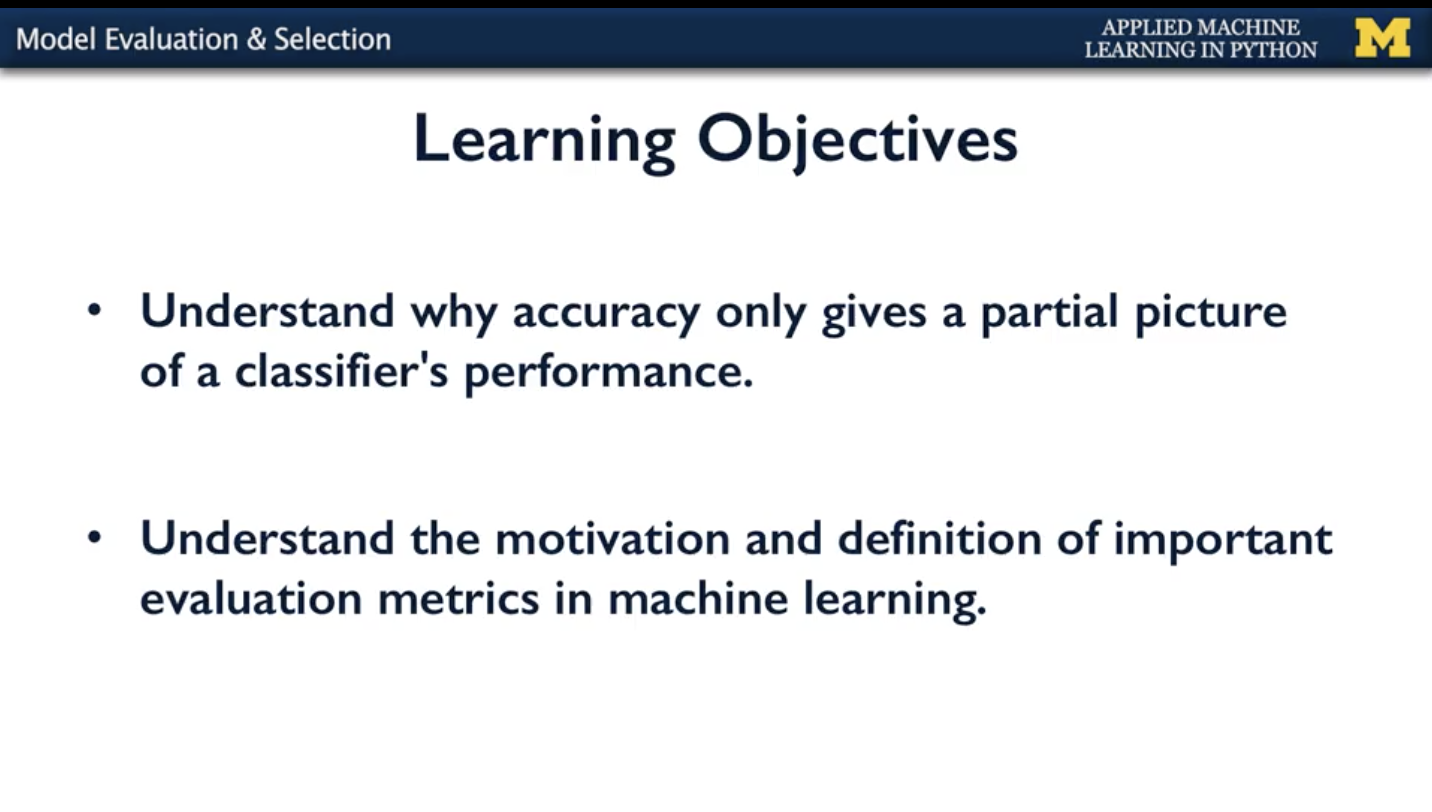 Model Evaluation & Selection
APPLIED MACHINE
LEARNING IN PYTHON
M
Learning Objectives
• Understand why accuracy only gives a partial picture
of a classifier's performance.
• Understand the motivation and definition of important
evaluation metrics in machine learning.